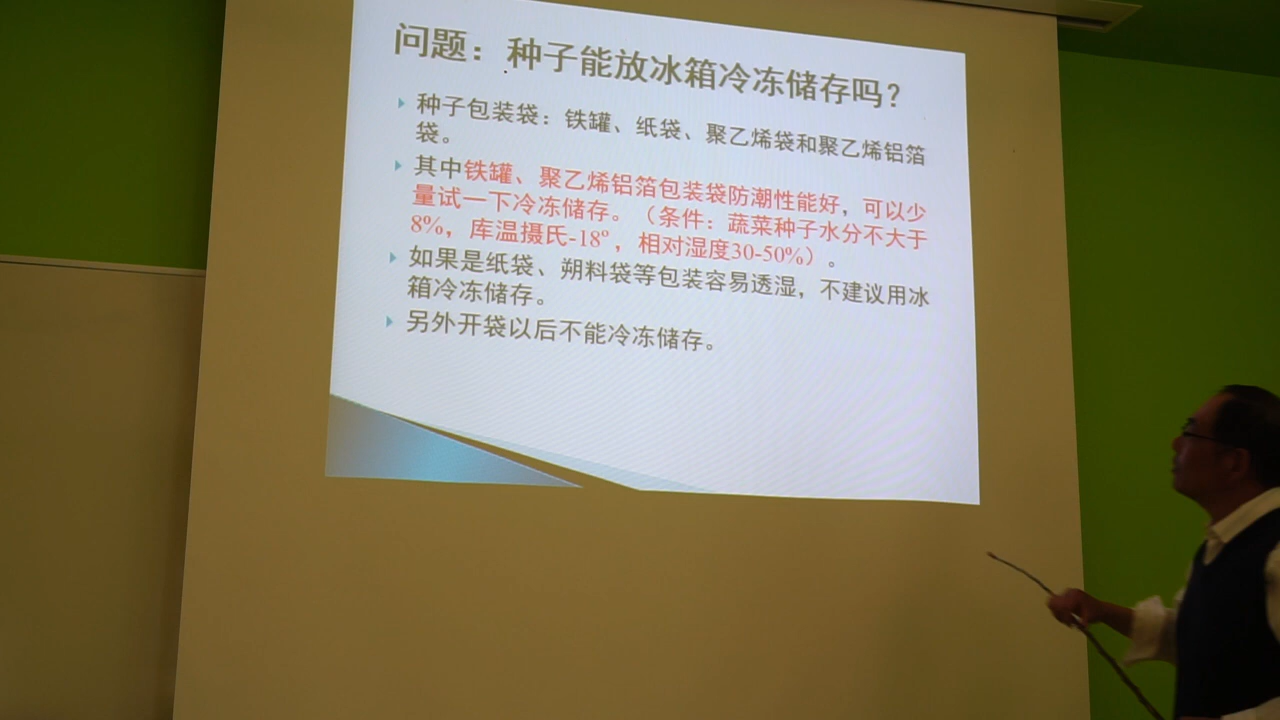 问题：种子能放冰箱冷冻储存吗？
种子包装袋：铁罐、纸袋、聚乙烯袋和聚乙烯铝箔
袋。
其中铁罐、聚乙烯铝箔包装袋防潮性能好，可以少
量试一下冷冻储存。（条件：蔬菜种子水分不大于
8%，库温摄氏-18°，相对湿度30-50%）。
如果是纸袋、朔料袋等包装容易透湿，不建议用冰
箱冷冻储存。
另外开袋以后不能冷冻储存。